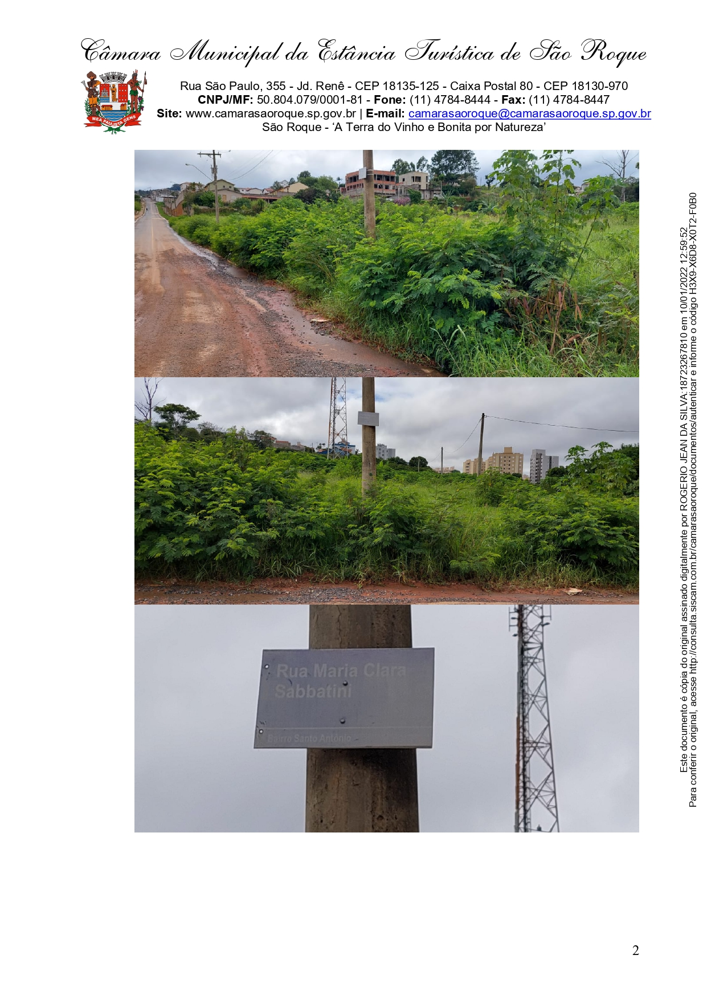 Câmara Municipal da Estância Turística de São Roque
Rua São Paulo, 355 - Jd. Renê - CEP 18135-125 - Caixa Postal 80 - CEP 18130-970
CNPJ/MF: 50.804.079/0001-81 - Fone: (11) 4784-8444 - Fax: (11) 4784-8447
Site: www.camarasaoroque.sp.gov.br | E-mail: camarasaoroque@camarasaoroque.sp.gov.br
São Roque - ‘A Terra do Vinho e Bonita por Natureza’
MEA PAULISTA GENS
Rua Maria Clara
Sabbatini
Bairro Santo Antônio
Este documento é cópia do original assinado digitalmente por ROGERIO JEAN DA SILVA:18723267810 em 10/01/2022 12:59:52
Para conferir o original, acesse http://consulta.siscam.com.br/camarasaoroque/documentos/autenticar e informe o código H3X9-X6D8-X0T2-F0B0
2